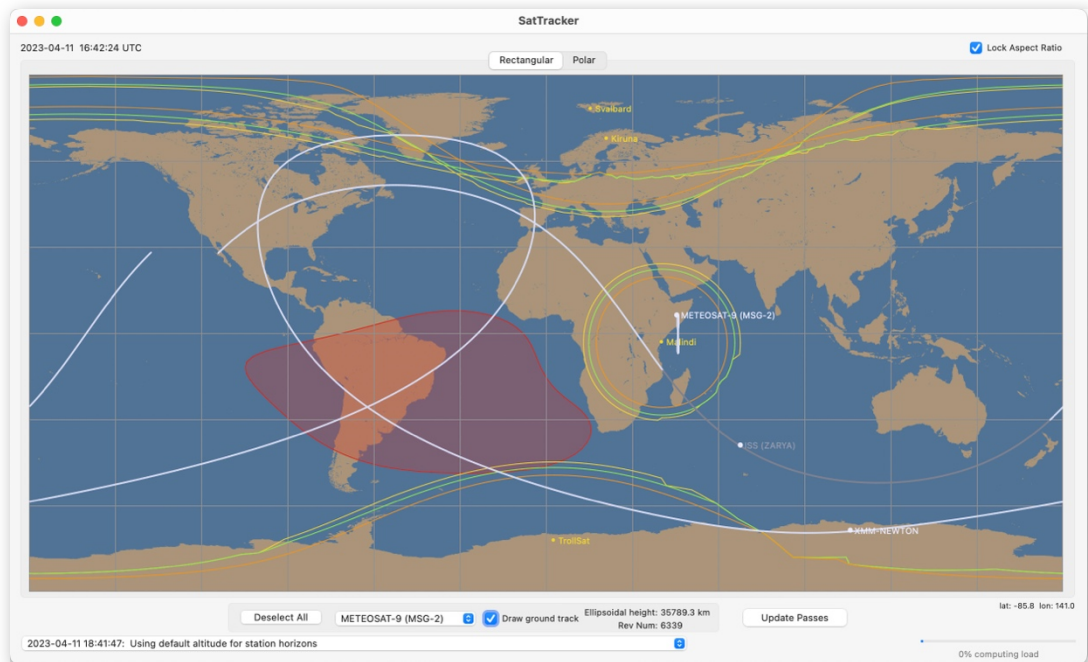 SatTracker
2023-04-11 16:42:24 UTC
Lock Aspect Ratio
Rectangular Polar
Svalbard
Kiruna
METEOSAT-9 (MSG-2)
Malindi
ISS (ZARYA)
XMM-NEWTON
TrollSat
lat: -85.8 lon: 141.0
Deselect All
METEOSAT-9 (MSG-2)
Draw ground track
Ellipsoidal height: 35789.3 km
Rev Num: 6339
Update Passes
2023-04-11 18:41:47: Using default altitude for station horizons
0% computing load